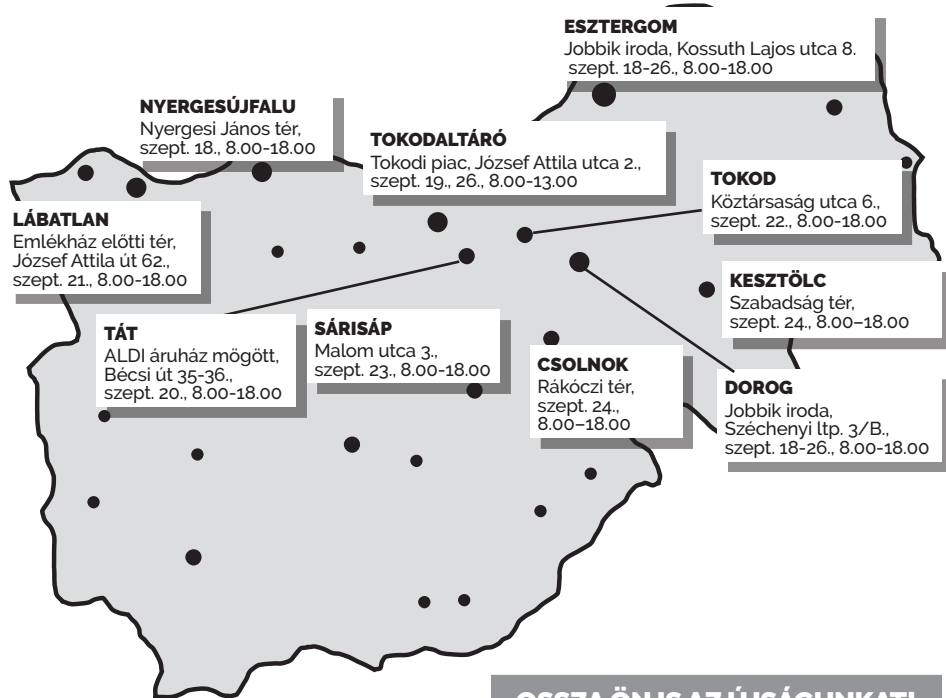 ESZTERGOM
Jobbik iroda, Kossuth Lajos utca 8.
szept. 18-26., 8.00-18.00
NYERGESÚJFALU
Nyergesi János tér,
szept. 18., 8.00-18.00
TOKODALTÁRÓ
Tokodi piac, József Attila utca 2.,
szept. 19., 26., 8.00-13.00
TOKOD
Köztársaság utca 6.,
szept. 22., 8.00-18.00
LÁBATLAN
Emlékház előtti tér,
József Attila út 62.,
szept. 21., 8.00-18.00
KESZTÖLC
Szabadság tér,
szept. 24., 8.00–18.00
TÁT
ALDI áruház mögött,
Bécsi út 35-36.,
szept. 20., 8.00-18.00
SÁRISÁP
Malom utca 3.,
szept. 23., 8.00-18.00
CSOLNOK
Rákóczi tér,
szept. 24.,
8.00–18.00
DOROG
Jobbik iroda,
Széchenyi ltp. 3/B.,
szept. 18-26., 8.00-18.00
OSSZA ÖN IS AZ ÚJSÁGUNKAT!